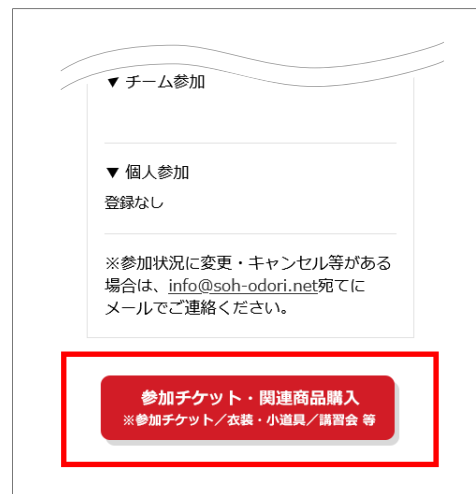 ▼ チーム参加
▼ 個人参加
登録なし
※参加状況に変更・キャンセル等がある
場合は、info@soh-odori.net宛てに
メールでご連絡ください。
参加チケット・関連商品購入
※参加チケット／衣装・小道具／講習会 等